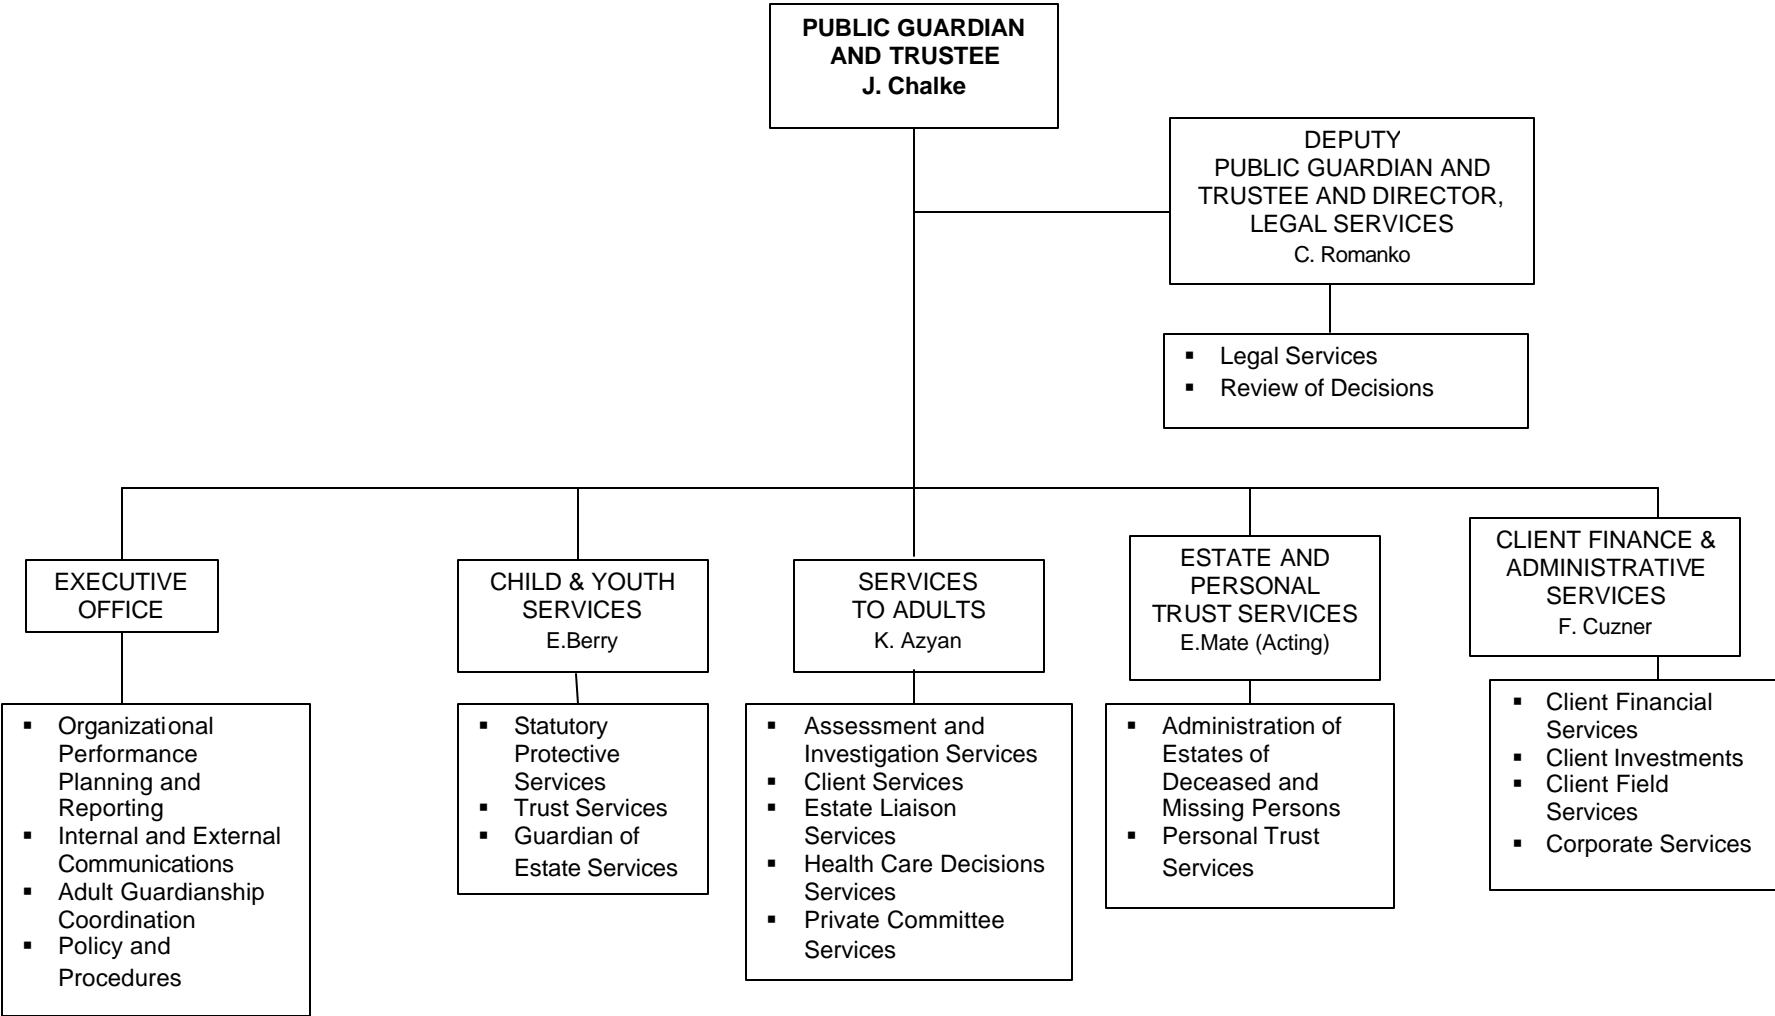 PUBLIC GUARDIAN
AND TRUSTEE
J. Chalke
DEPUTY
PUBLIC GUARDIAN AND
TRUSTEE AND DIRECTOR,
LEGAL SERVICES
C. Romanko
▪ Legal Services
▪ Review of Decisions
EXECUTIVE
OFFICE
▪ Organizational
Performance
Planning and
Reporting
▪ Internal and External
Communications
▪ Adult Guardianship
Coordination
▪ Policy and
Procedures
CHILD & YOUTH
SERVICES
E.Berry
▪ Statutory
Protective
Services
▪ Trust Services
▪ Guardian of
Estate Services
SERVICES
TO ADULTS
K. Azyan
▪ Assessment and
Investigation Services
▪ Client Services
▪ Estate Liaison
Services
▪ Health Care Decisions
Services
▪ Private Committee
Services
ESTATE AND
PERSONAL
TRUST SERVICES
E.Mate (Acting)
▪ Administration of
Estates of
Deceased and
Missing Persons
▪ Personal Trust
Services
CLIENT FINANCE &
ADMINISTRATIVE
SERVICES
F. Cuzner
▪ Client Financial
Services
▪ Client Investments
▪ Client Field
Services
▪ Corporate Services